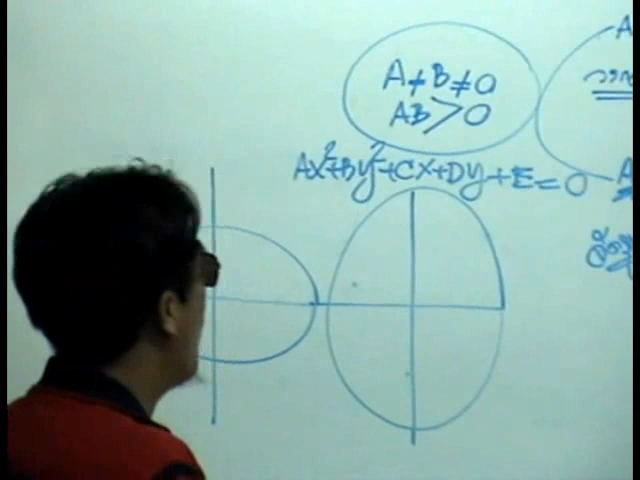 A
A ≠ B ≠ 0
AB > 0
Ax²+By²+Cx+Dy+E=0
A